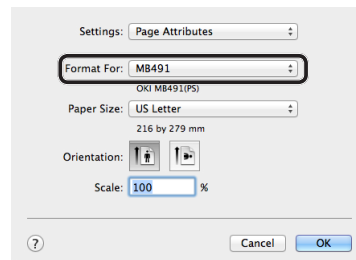 Settings: Page Attributes
Format For: MB491
OKI MB491(PS)
Paper Size: US Letter
216 by 279 mm
Orientation:
Scale: 100 %
? Cancel OK